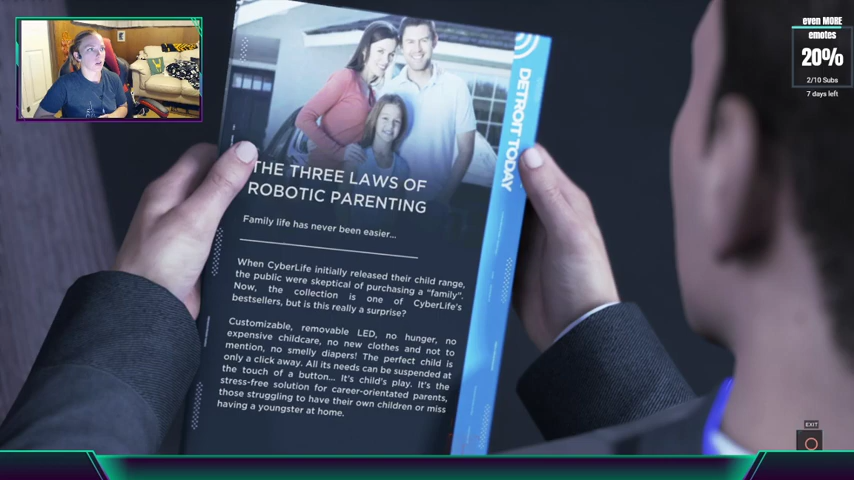 even MORE
emotes
20%
2/10 Subs
7 days left
DETROIT TODAY
THE THREE LAWS OF
ROBOTIC PARENTING
Family life has never been easier...
When CyberLife initially released their child range,
the public were skeptical of purchasing a "family".
Now, the collection is one of CyberLife's
bestsellers, but is this really a surprise?
Customizable, removable LED, no hunger, no
expensive childcare, no new clothes and not to
mention, no smelly diapers! The perfect child is
only a click away. All its needs can be suspended at
the touch of a button... It's child's play. It's the
stress-free solution for career-orientated parents,
those struggling to have their own children or miss
having a youngster at home.
EXIT